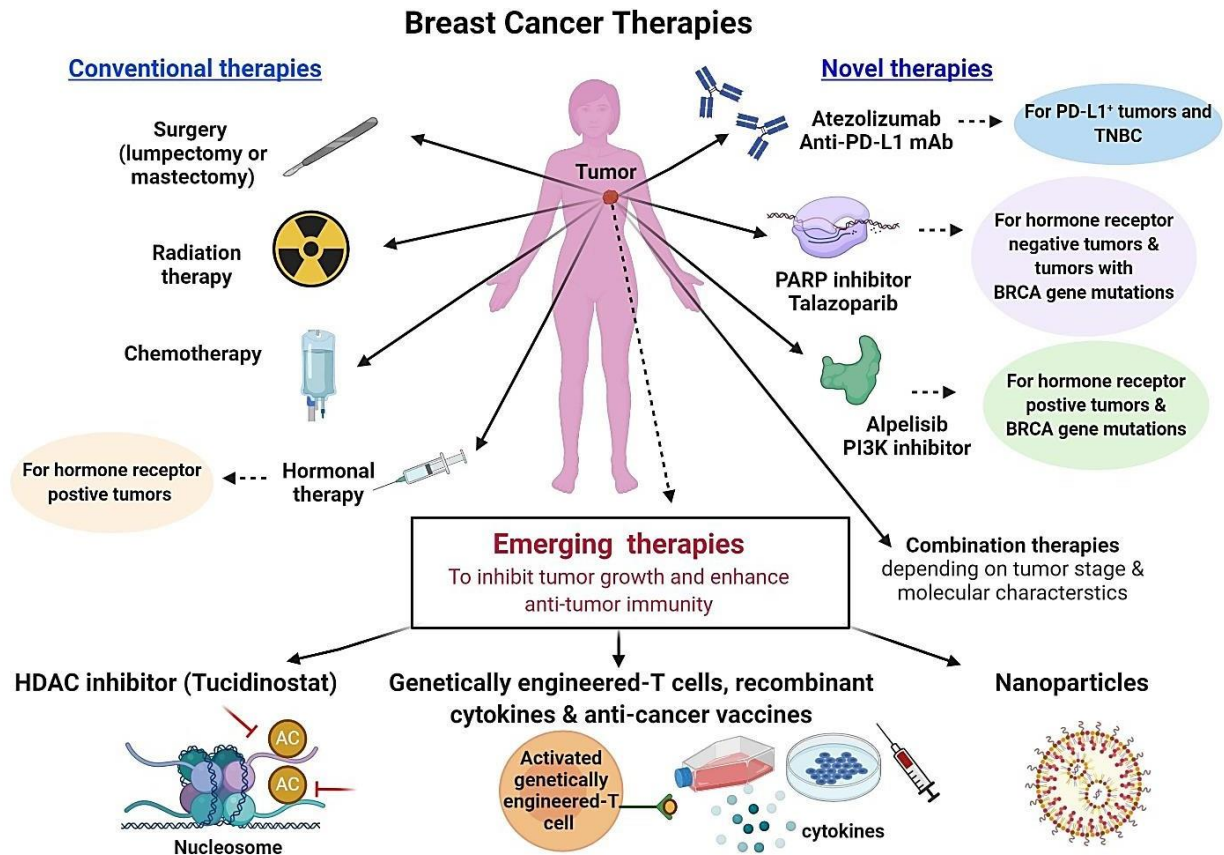 Breast Cancer Therapies
Conventional therapies
Surgery
(lumpectomy or
mastectomy)
Radiation
therapy
Chemotherapy
For hormone receptor
postive tumors
Hormonal
therapy
Tumor
Novel therapies
Atezolizumab
Anti-PD-L1 mAb
For PD-L1⁺ tumors and
TNBC
PARP inhibitor
Talazoparib
For hormone receptor
negative tumors &
tumors with
BRCA gene mutations
Alpelisib
PI3K inhibitor
For hormone receptor
postive tumors &
BRCA gene mutations
Combination therapies
depending on tumor stage &
molecular characterstics
Emerging therapies
To inhibit tumor growth and enhance
anti-tumor immunity
HDAC inhibitor (Tucidinostat)
AC
AC
Nucleosome
Genetically engineered-T cells, recombinant
cytokines & anti-cancer vaccines
Activated
genetically
engineered-T
cell
cytokines
Nanoparticles